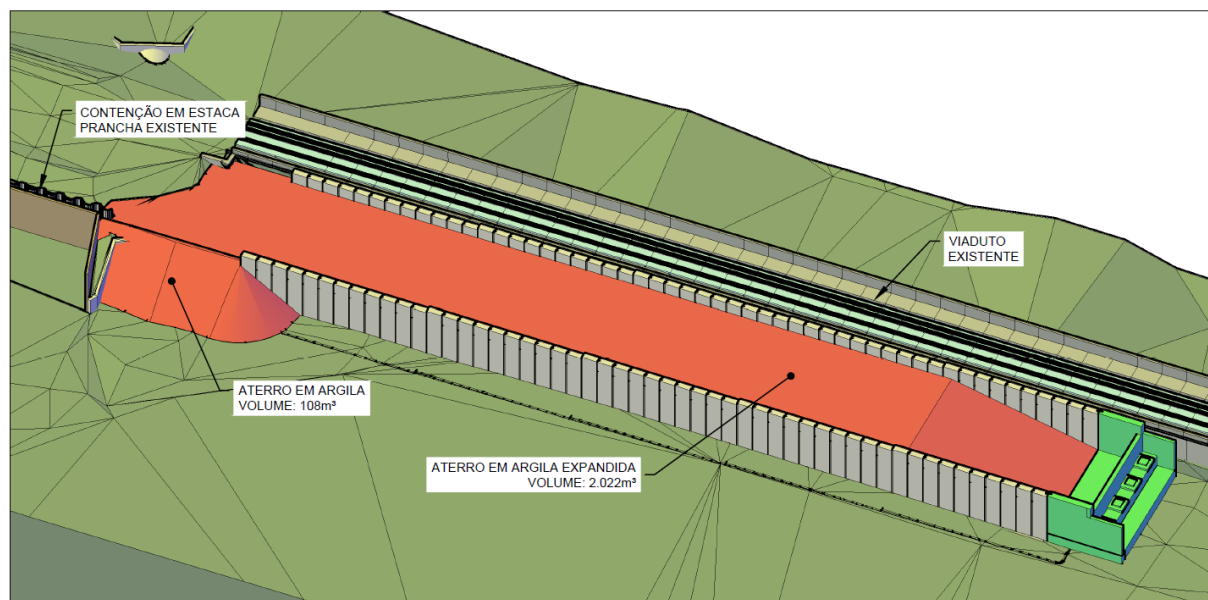 CONTENÇÃO EM ESTACA
PRANCHA EXISTENTE
VIADUTO
EXISTENTE
ATERRO EM ARGILA
VOLUME: 108m³
ATERRO EM ARGILA EXPANDIDA
VOLUME: 2.022m³